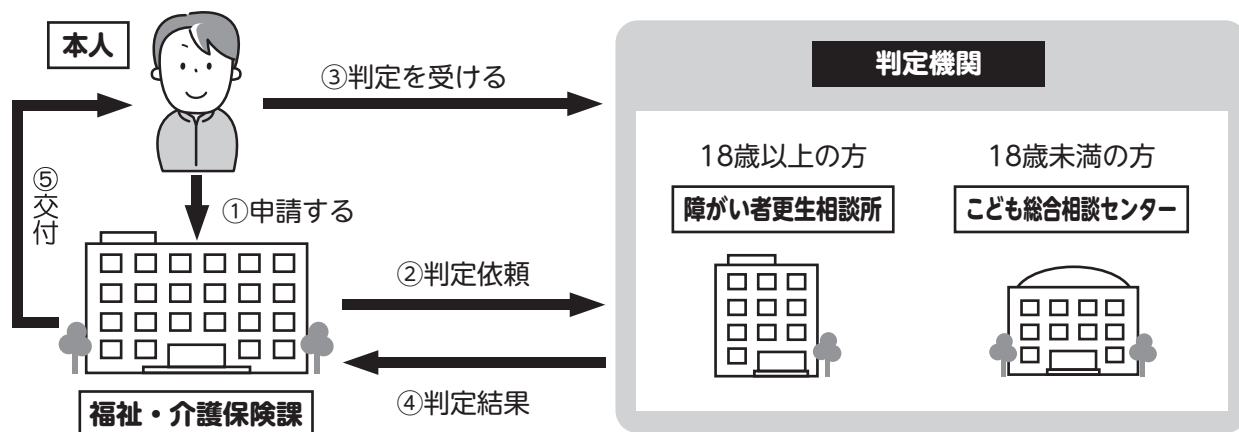 本人
③判定を受ける
判定機関
18歳以上の方
18歳未満の方
障がい者更生相談所
こども総合相談センター
⑤交付
①申請する
②判定依頼
④判定結果
福祉・介護保険課